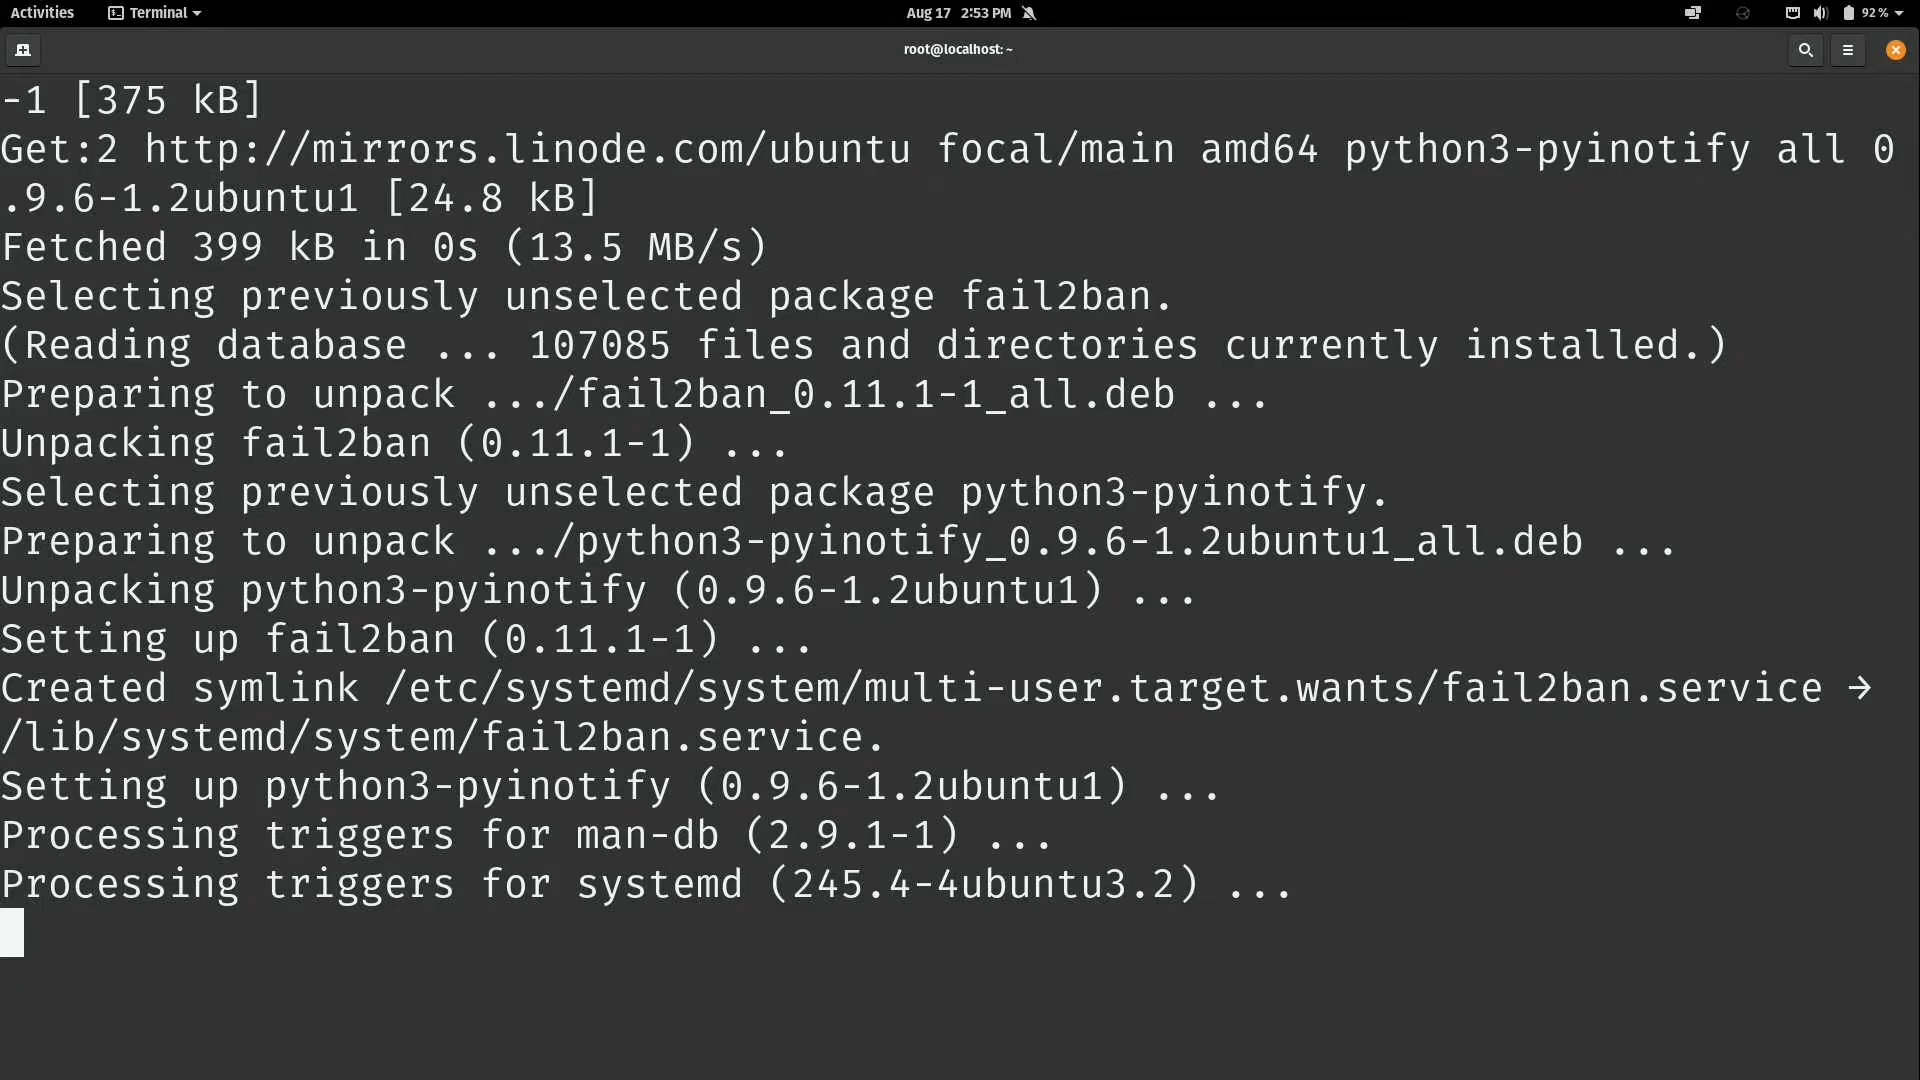 Activities Terminal Aug 17 2:53 PM 92 %
root@localhost: ~
-1 [375 kB]
Get:2 http://mirrors.linode.com/ubuntu focal/main amd64 python3-pyinotify all 0
.9.6-1.2ubuntu1 [24.8 kB]
Fetched 399 kB in 0s (13.5 MB/s)
Selecting previously unselected package fail2ban.
(Reading database ... 107085 files and directories currently installed.)
Preparing to unpack .../fail2ban_0.11.1-1_all.deb ...
Unpacking fail2ban (0.11.1-1) ...
Selecting previously unselected package python3-pyinotify.
Preparing to unpack .../python3-pyinotify_0.9.6-1.2ubuntu1_all.deb ...
Unpacking python3-pyinotify (0.9.6-1.2ubuntu1) ...
Setting up fail2ban (0.11.1-1) ...
Created symlink /etc/systemd/system/multi-user.target.wants/fail2ban.service →
/lib/systemd/system/fail2ban.service.
Setting up python3-pyinotify (0.9.6-1.2ubuntu1) ...
Processing triggers for man-db (2.9.1-1) ...
Processing triggers for systemd (245.4-4ubuntu3.2) ...